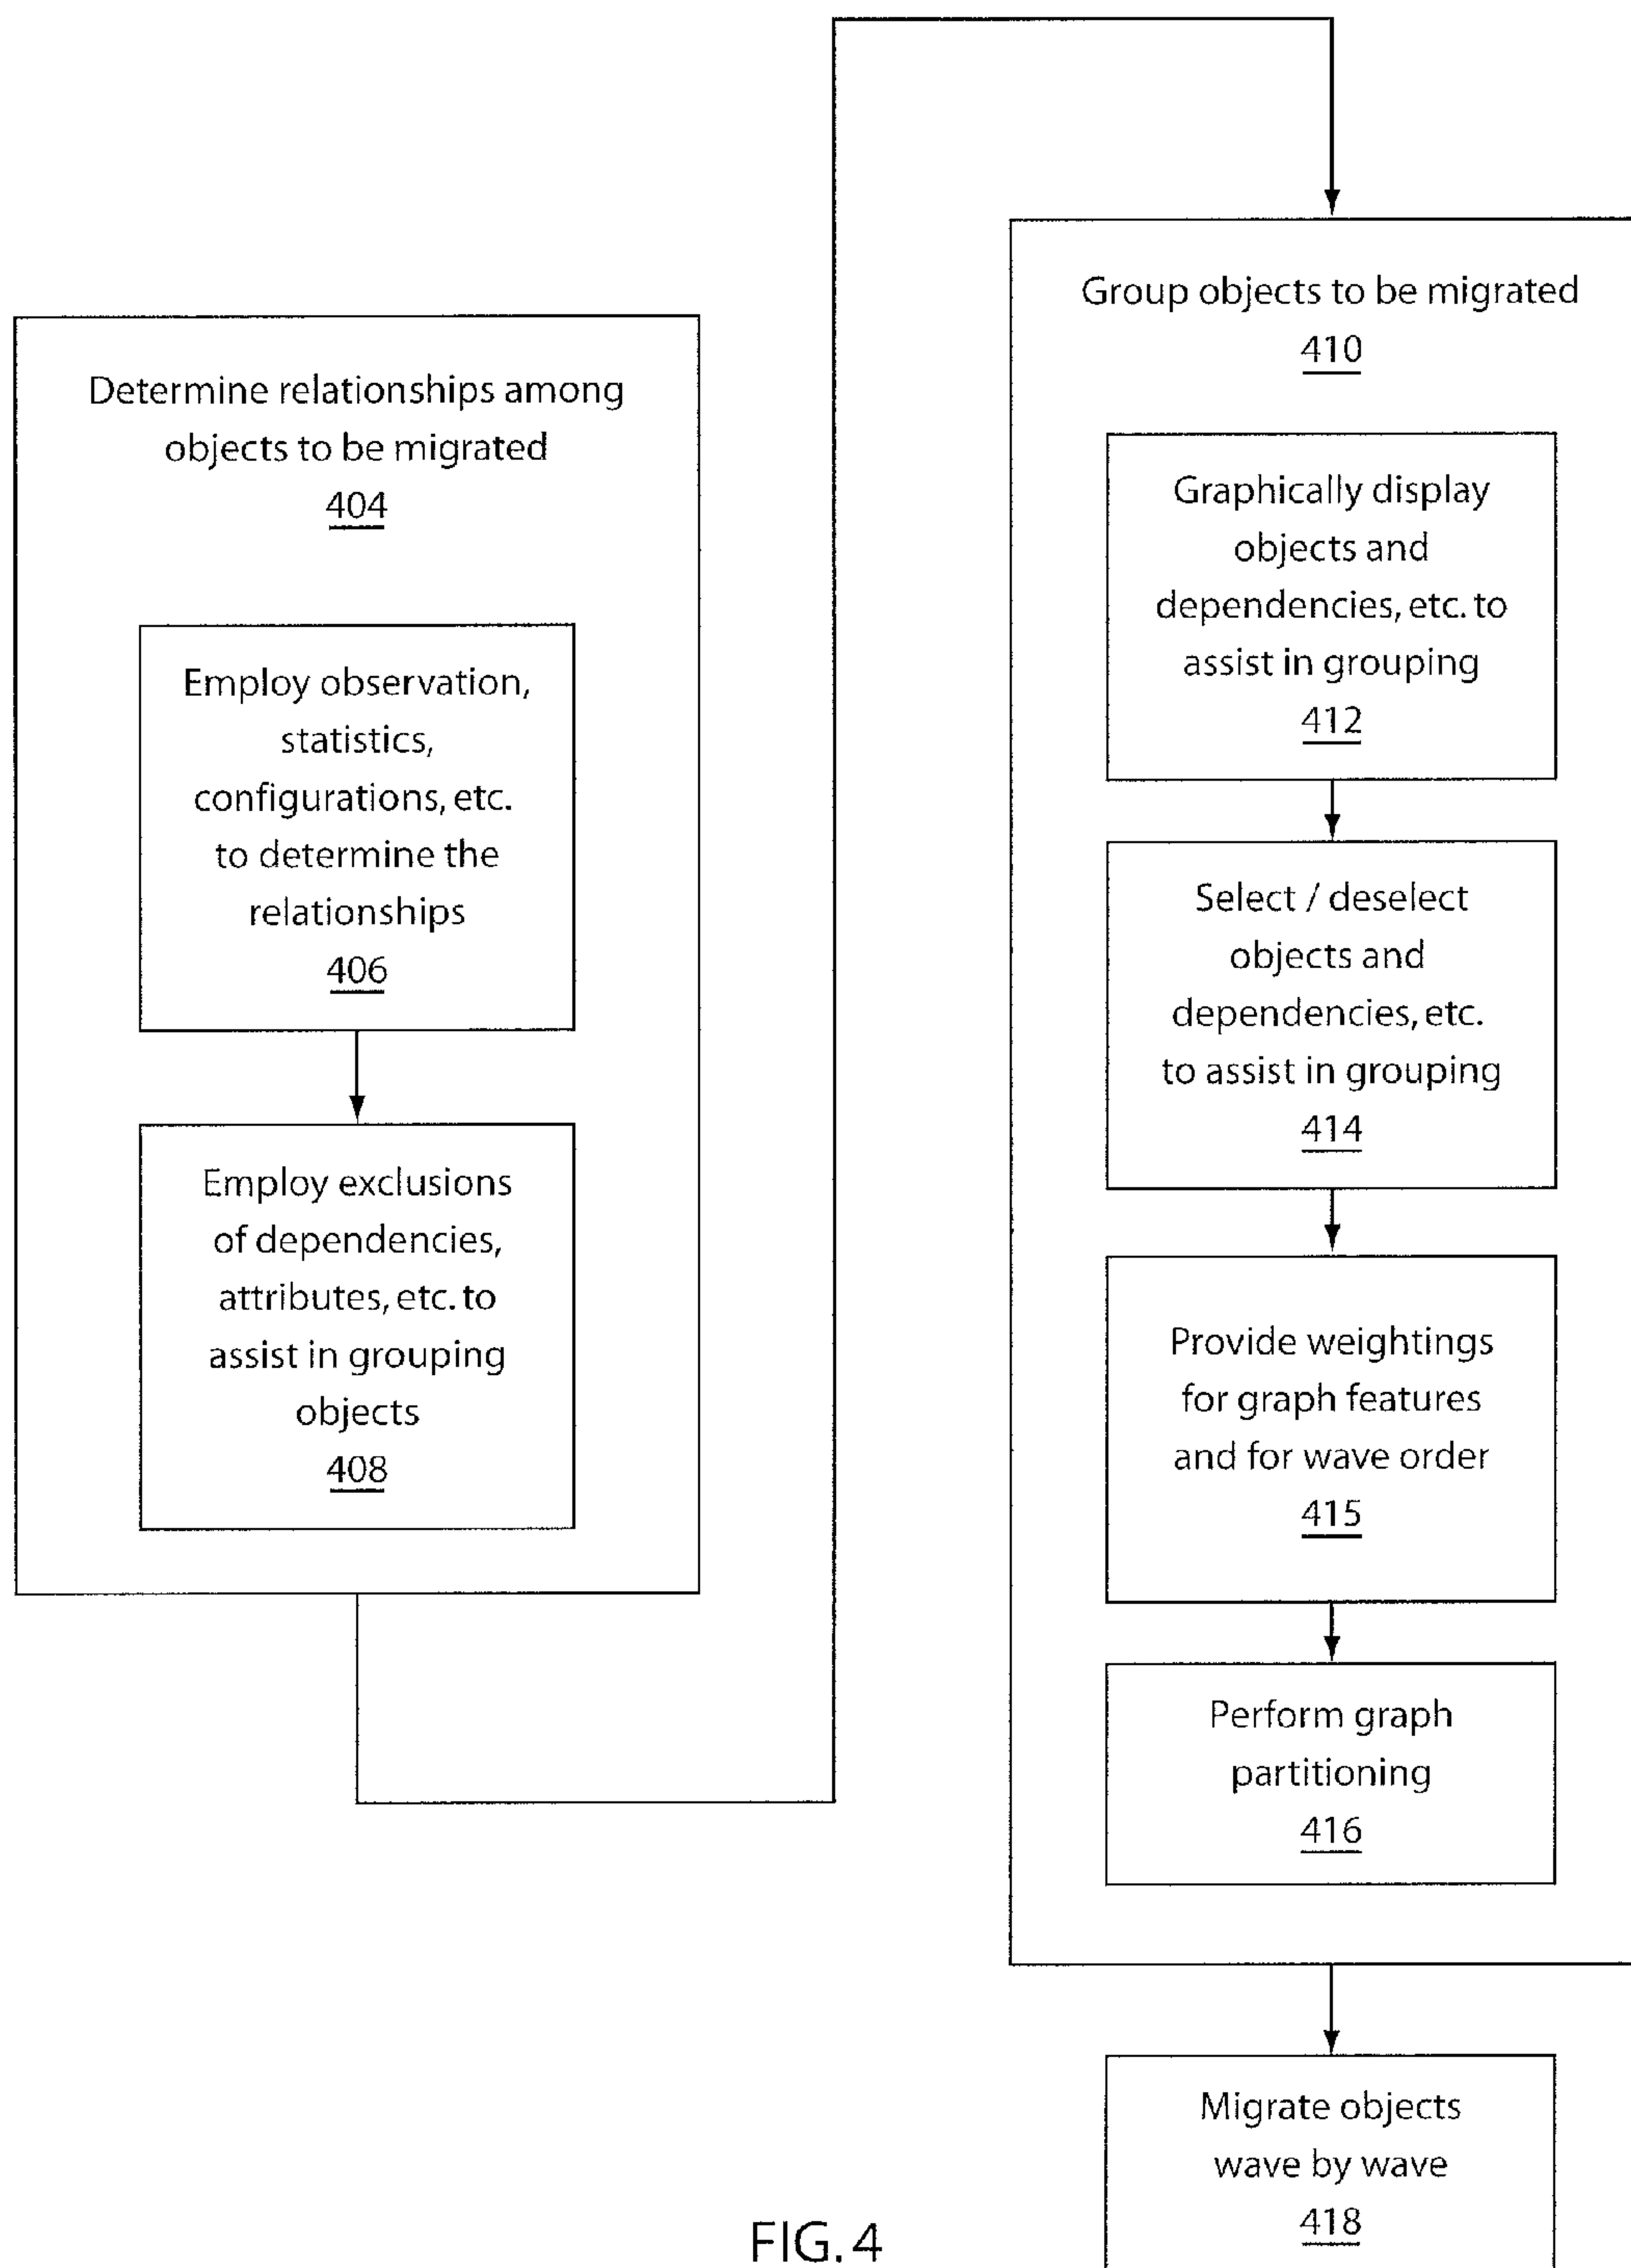 Determine relationships among
objects to be migrated
404
Employ observation,
statistics,
configurations, etc.
to determine the
relationships
406
Employ exclusions
of dependencies,
attributes, etc. to
assist in grouping
objects
408
Group objects to be migrated
410
Graphically display
objects and
dependencies, etc. to
assist in grouping
412
Select / deselect
objects and
dependencies, etc.
to assist in grouping
414
Provide weightings
for graph features
and for wave order
415
Perform graph
partitioning
416
Migrate objects
wave by wave
418
FIG. 4